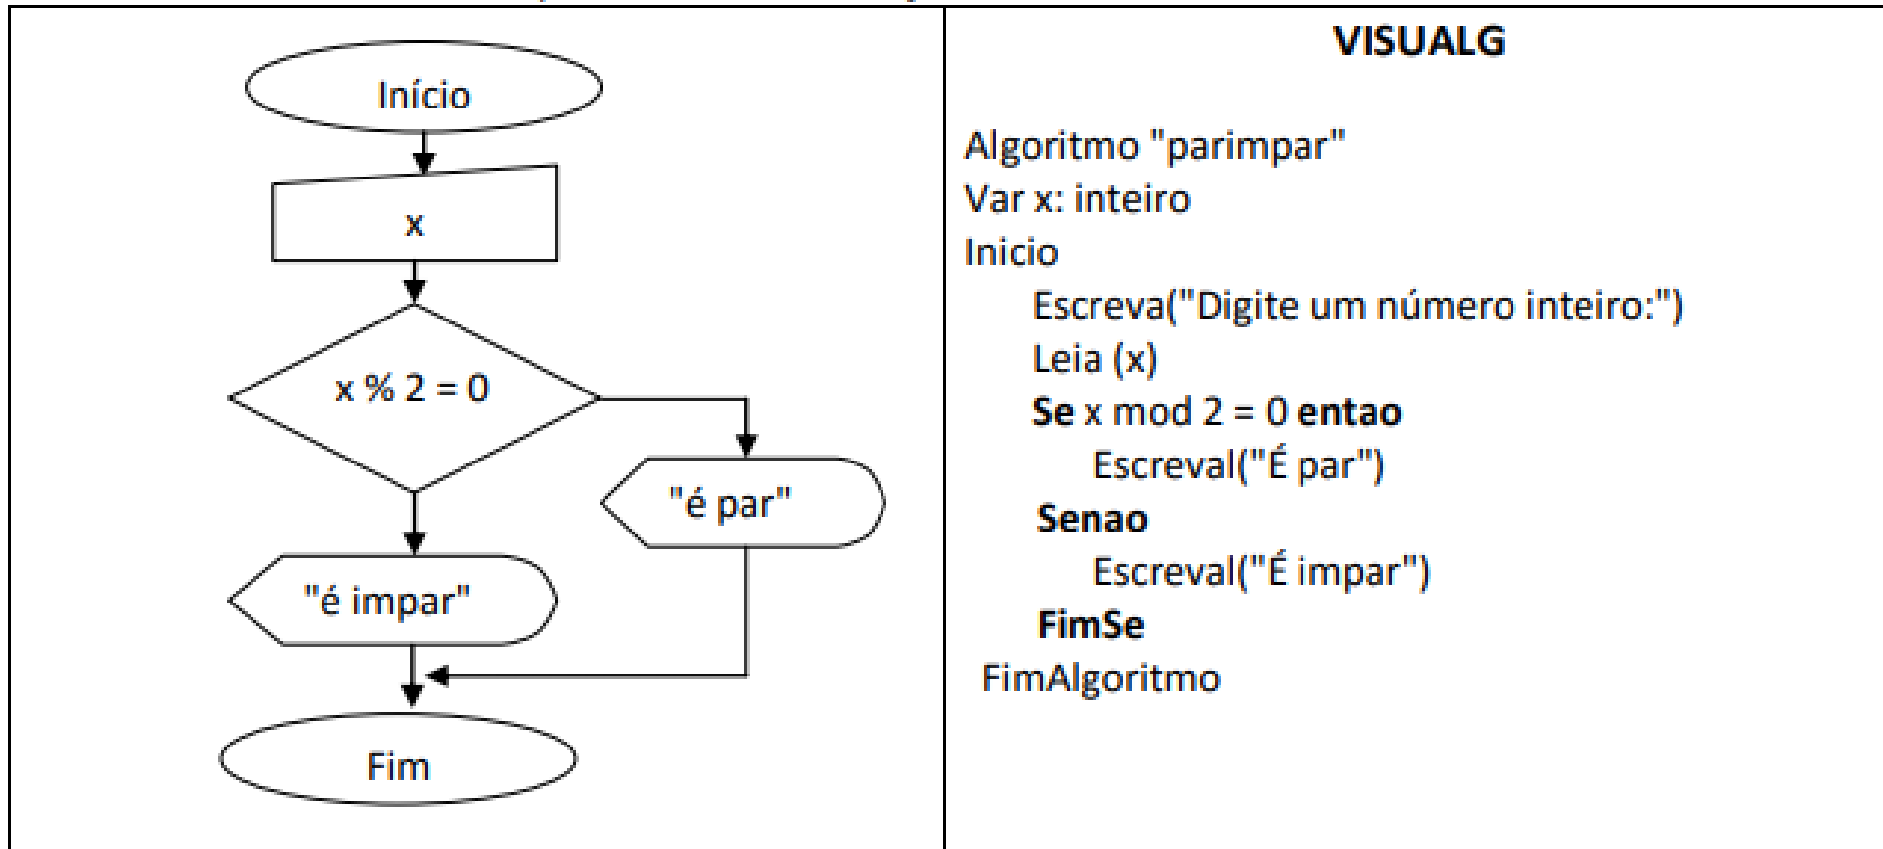 Início
x
x % 2 = 0
"é par"
"é impar"
Fim
VISUALG
Algoritmo "parimpar"
Var x: inteiro
Inicio
Escreva("Digite um número inteiro:")
Leia (x)
Se x mod 2 = 0 entao
Escreval("É par")
Senao
Escreval("É impar")
FimSe
FimAlgoritmo